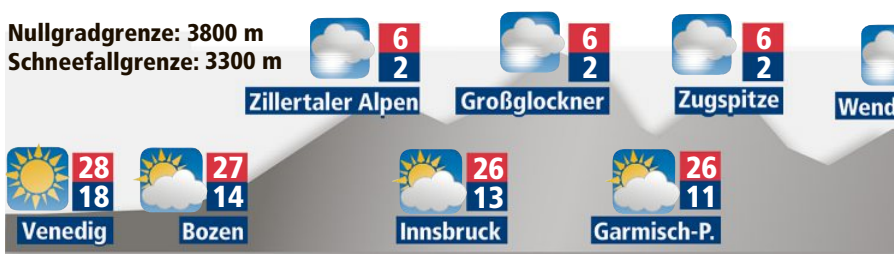 Nullgradgrenze: 3800 m
Schneefallgrenze: 3300 m
6
2
Zillertaler Alpen
6
2
Großglockner
6
2
Zugspitze
Wend
28
18
Venedig
27
14
Bozen
26
13
Innsbruck
26
11
Garmisch-P.